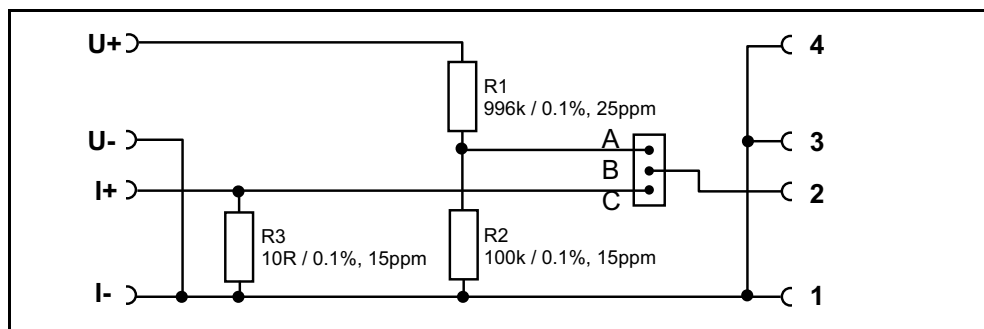 U+
4
R1
996k / 0.1%, 25ppm
U-
A
3
B
I+
2
C
R3
10R / 0.1%, 15ppm
R2
100k / 0.1%, 15ppm
I-
1